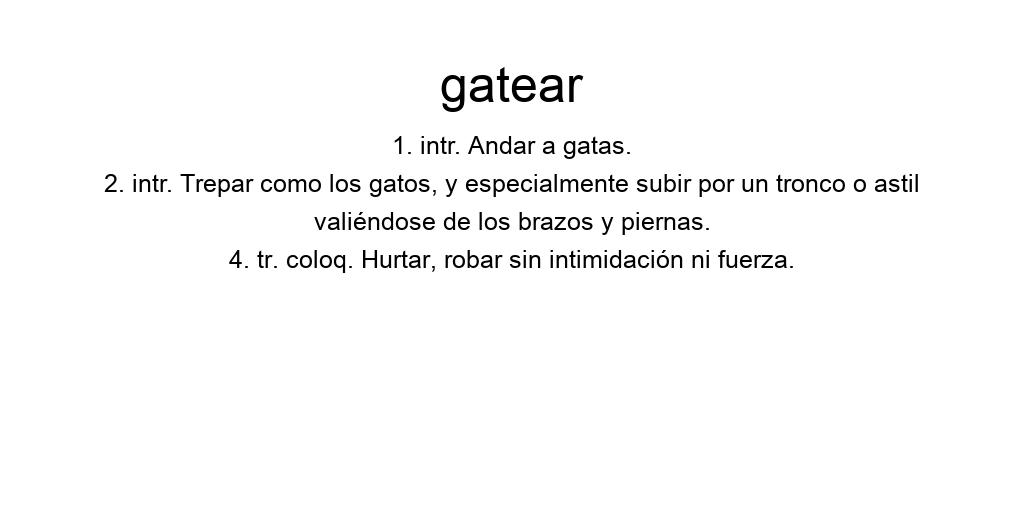 gatear
1. intr. Andar a gatas.
2. intr. Trepar como los gatos, y especialmente subir por un tronco o astil
valiéndose de los brazos y piernas.
4. tr. coloq. Hurtar, robar sin intimidación ni fuerza.